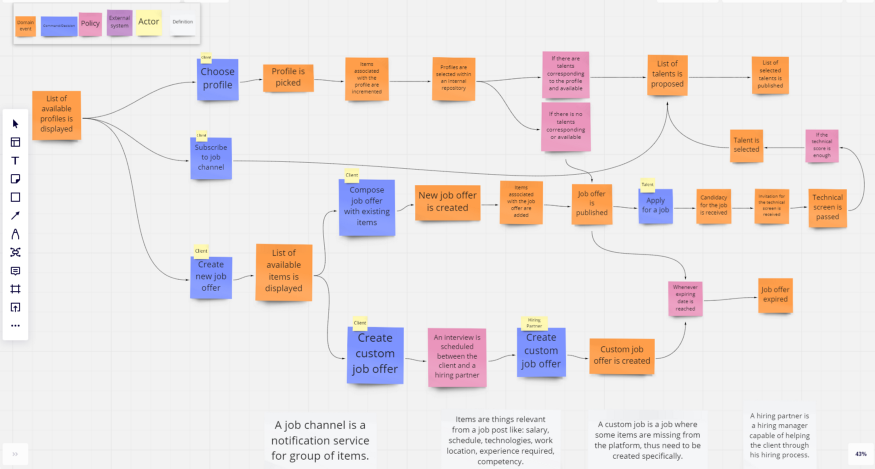 Domain
event
Policy
External
system
Actor
Definition
List of
available
profiles is
displayed
Client
Choose
profile
Profile is
picked
Items
associated
with the
profile are
incremented
Profiles are
selected within
an internal
repository
If there are
talents
corresponding
to the profile
and available
If there is no
talents
corresponding
or available
List of
talents is
proposed
List of
selected
talents is
published
Client
Subscribe
to job
channel
Talent is
selected
If the
technical
score is
enough
Client
Compose
job offer
with existing
items
New job offer
is created
Items
associated
with the job
offer are
added
Job offer
is
published
Talent
Apply
for a job
Candidacy
for the job
is received
Invitation for
the technical
screen is
received
Technical
screen is
passed
Client
Create
new job
offer
List of
available
items is
displayed
Whenever
expiring
date is
reached
Job offer
expired
Client
Create
custom
job offer
An interview is
scheduled
between the
client and a
hiring partner
Hiring
Partner
Create
custom
job offer
Custom job
offer is created
A job channel is a
notification service
for group of items.
Items are things relevant
from a job post like: salary,
schedule, technologies, work
location, experience required,
competency.
A custom job is a job where
some items are missing from
the platform, thus need to be
created specifically.
A hiring partner is
a hiring manager
capable of helping
the client through
his hiring process.
43%